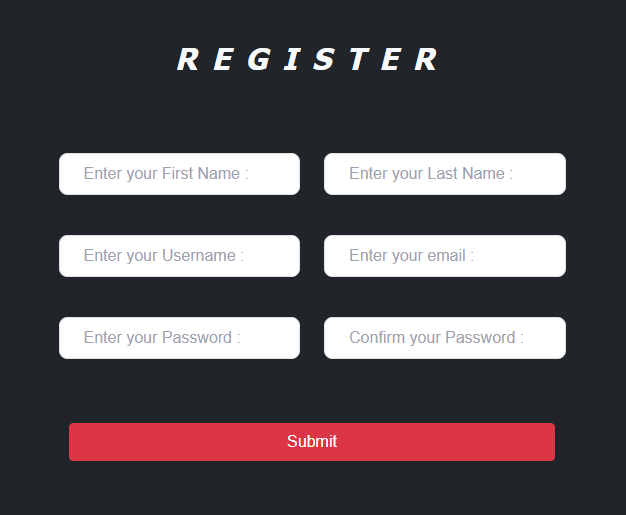 REGISTER
Enter your First Name :
Enter your Last Name :
Enter your Username :
Enter your email :
Enter your Password :
Confirm your Password :
Submit